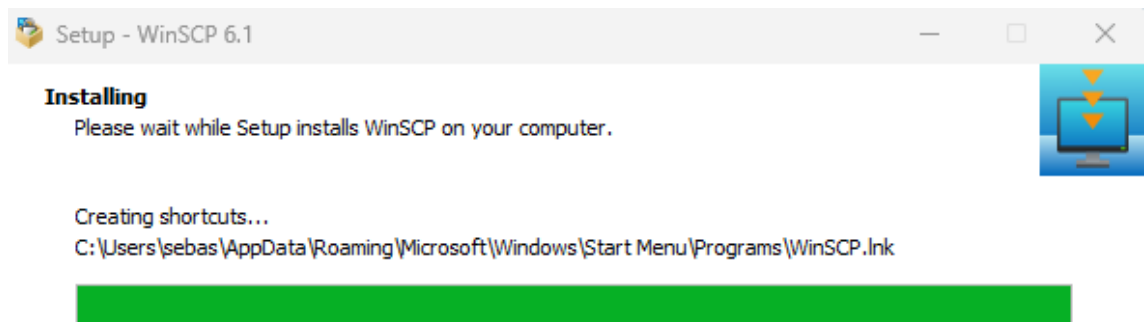 Setup - WinSCP 6.1
Installing
Please wait while Setup installs WinSCP on your computer.
Creating shortcuts...
C:\Users\sebas\AppData\Roaming\Microsoft\Windows\Start Menu\Programs\WinSCP.lnk